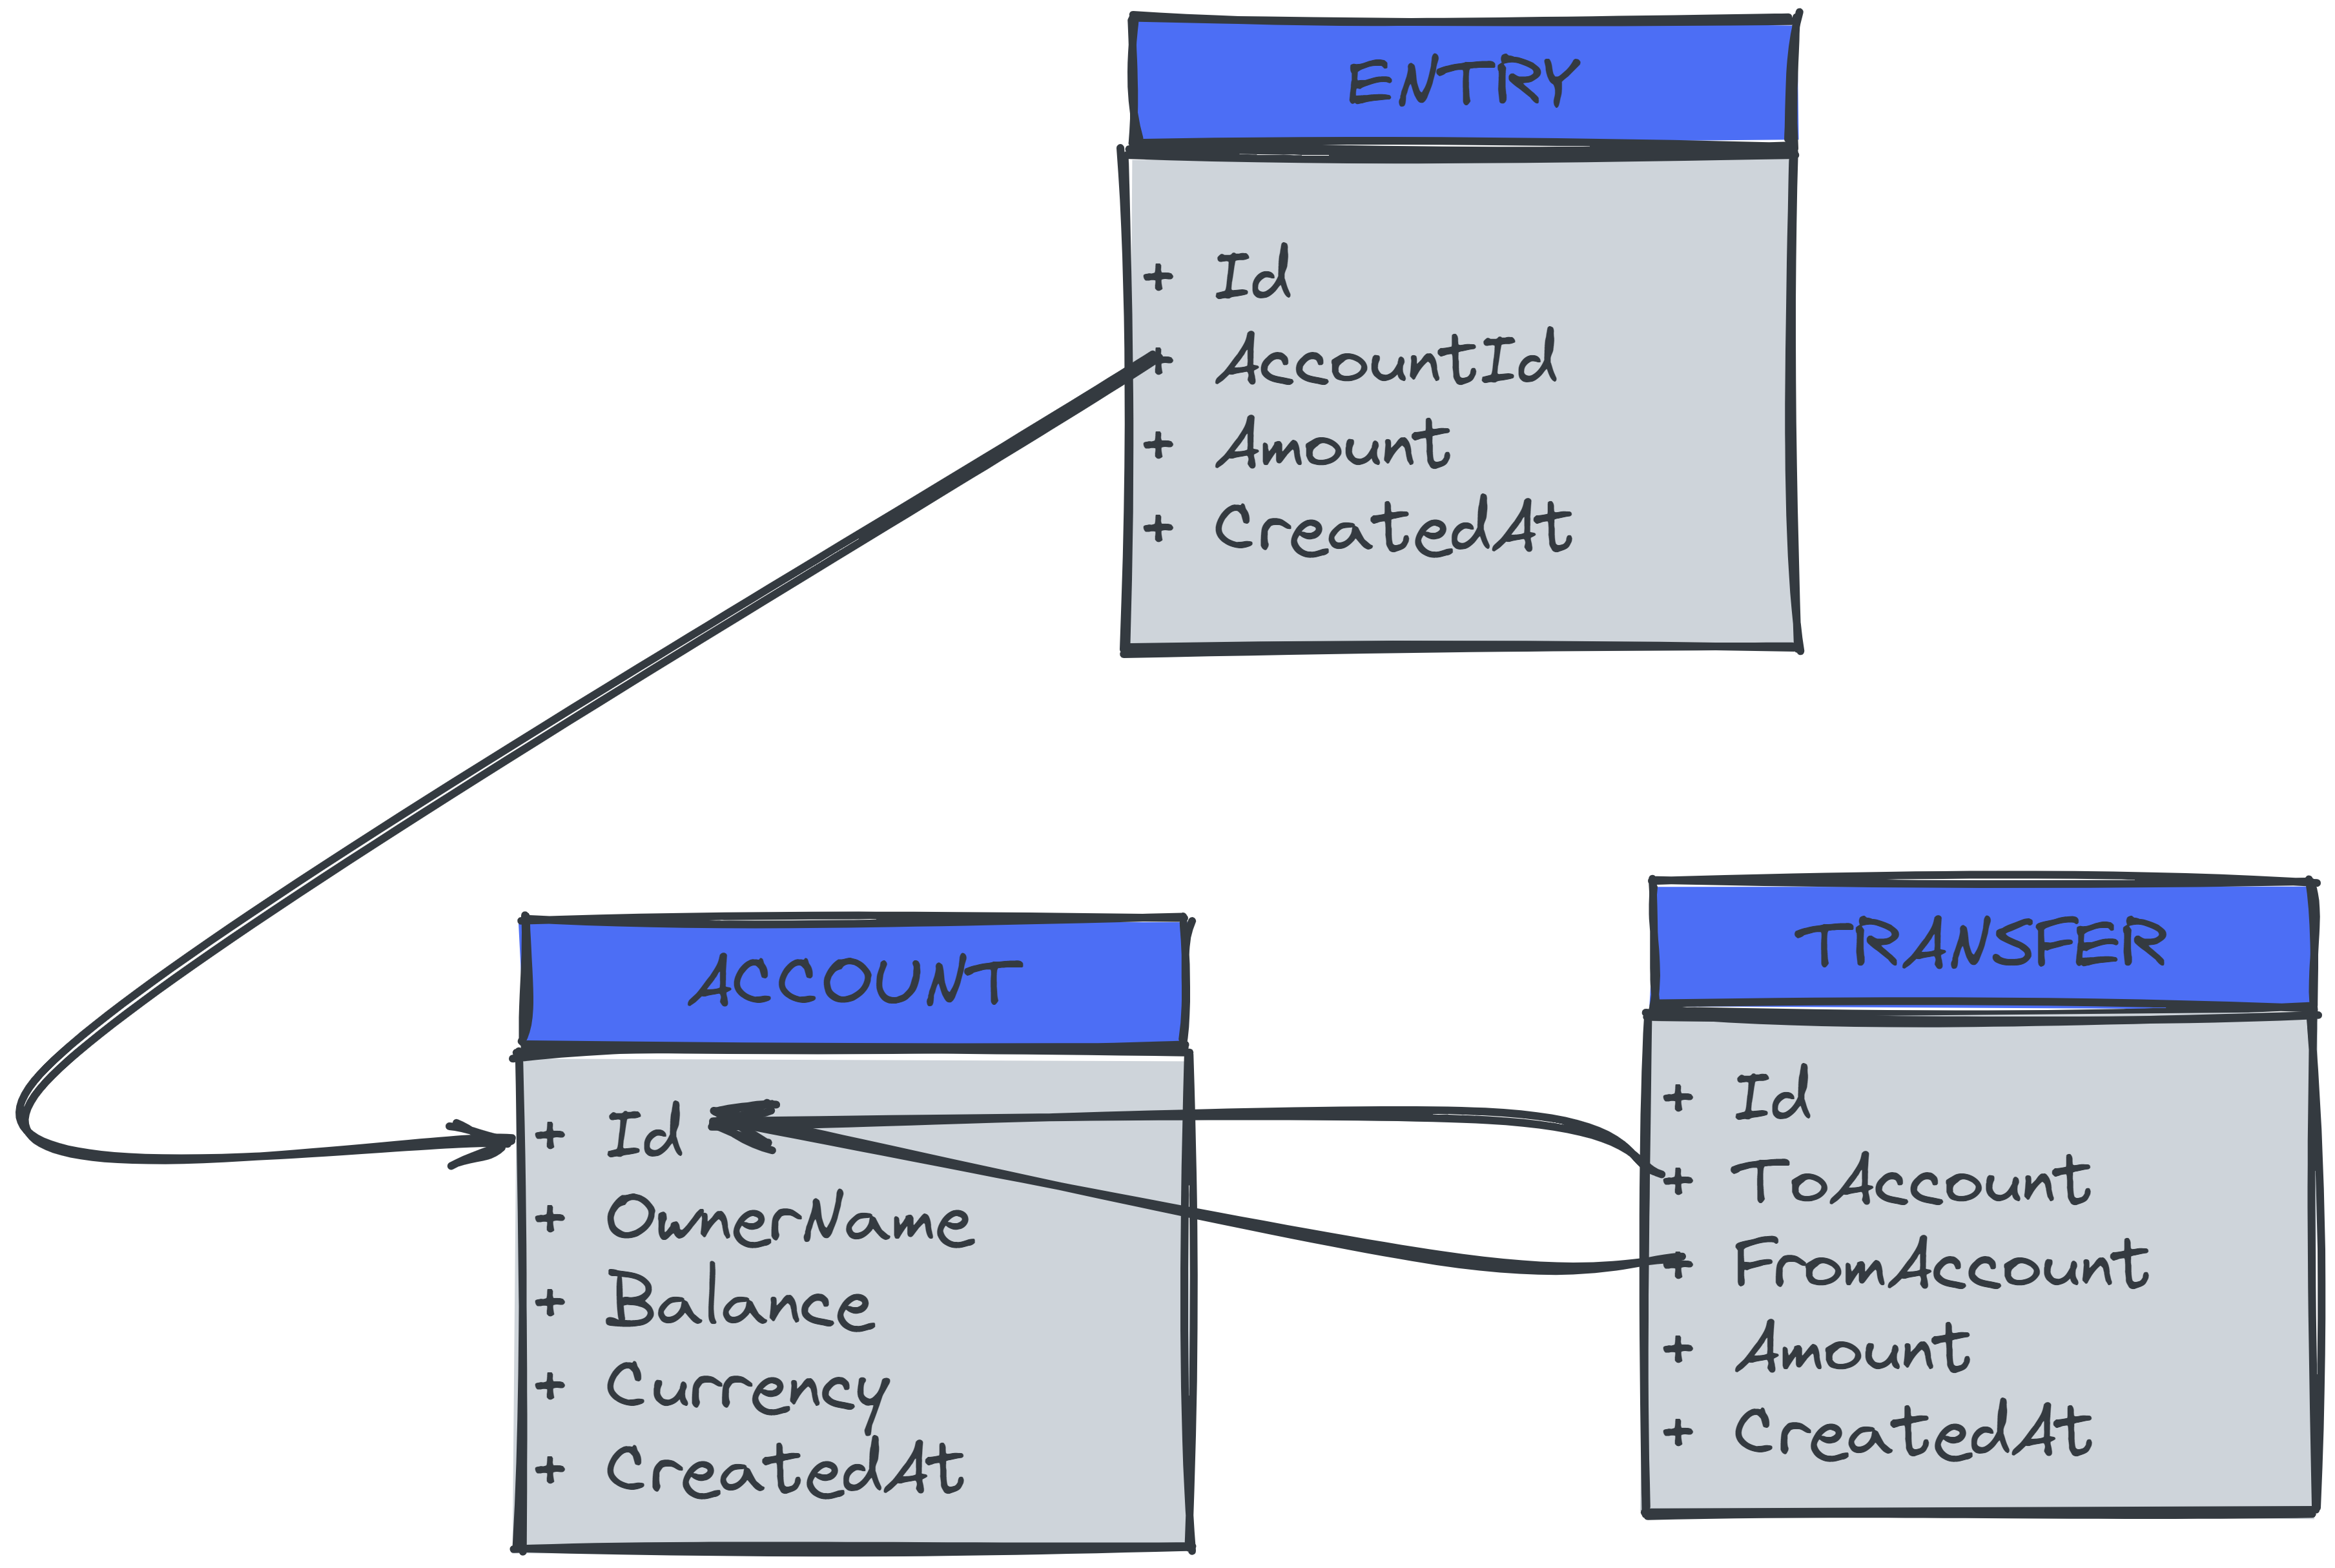 ENTRY
+ Id
+ AccountId
+ Amount
+ CreatedAt
ACCOUNT
+ Id
+ OwnerName
+ Balance
+ Currency
+ CreatedAt
TRANSFER
+ Id
+ ToAccount
+ FromAccount
+ Amount
+ CreatedAt